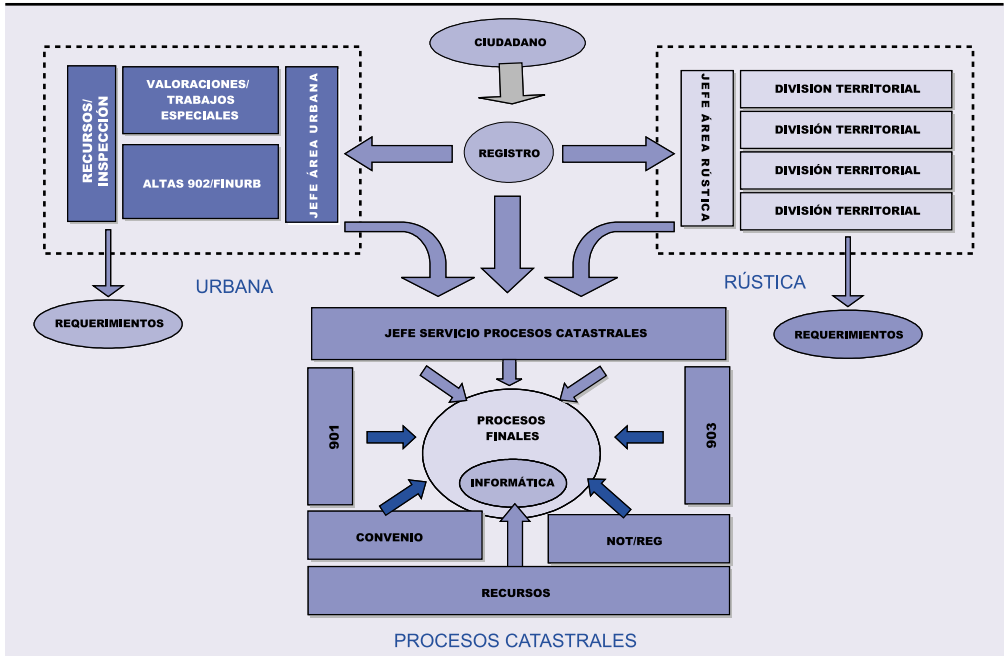 CIUDADANO
RECURSOS/
INSPECCIÓN
VALORACIONES/
TRABAJOS
ESPECIALES
ALTAS 902/FINURB
JEFE ÁREA URBANA
REGISTRO
JEFE ÁREA RÚSTICA
DIVISION TERRITORIAL
DIVISIÓN TERRITORIAL
DIVISIÓN TERRITORIAL
DIVISIÓN TERRITORIAL
URBANA
RÚSTICA
REQUERIMIENTOS
REQUERIMIENTOS
JEFE SERVICIO PROCESOS CATASTRALES
901
PROCESOS
FINALES
INFORMÁTICA
903
CONVENIO
NOT/REG
RECURSOS
PROCESOS CATASTRALES